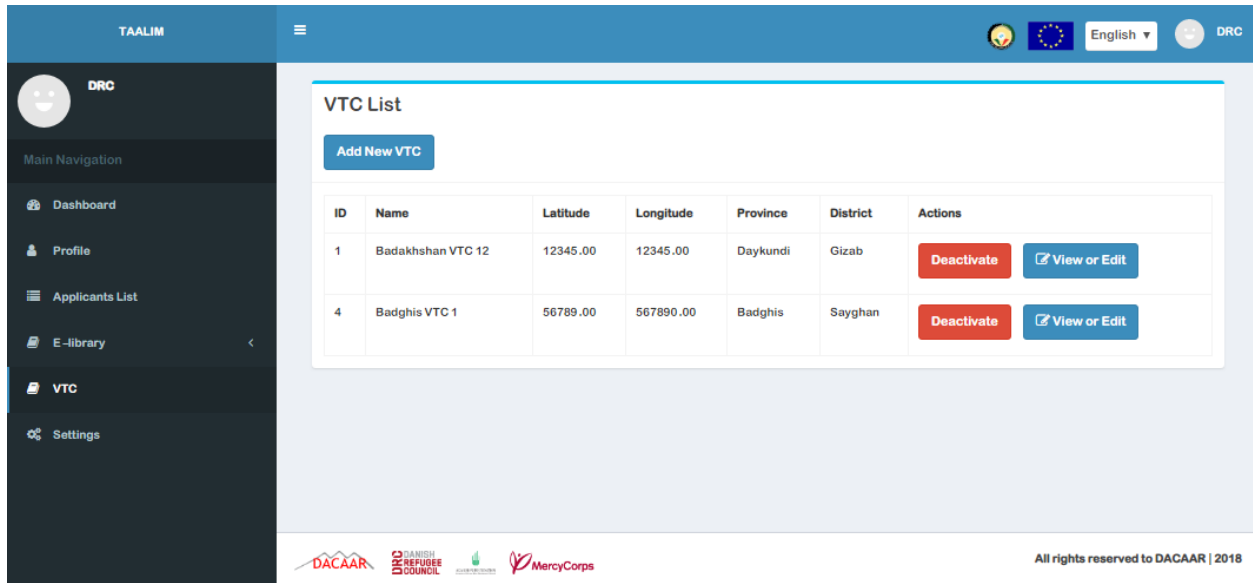 TAALIM
English ▼
DRC
DRC
Main Navigation
Dashboard
Profile
Applicants List
E-library
VTC
Settings
VTC List
Add New VTC
ID Name Latitude Longitude Province District Actions
1 Badakhshan VTC 12 12345.00 12345.00 Daykundi Gizab Deactivate View or Edit
4 Badghis VTC 1 56789.00 567890.00 Badghis Sayghan Deactivate View or Edit
DACAAR
DRC DANISH
REFUGEE
COUNCIL
MercyCorps
All rights reserved to DACAAR | 2018